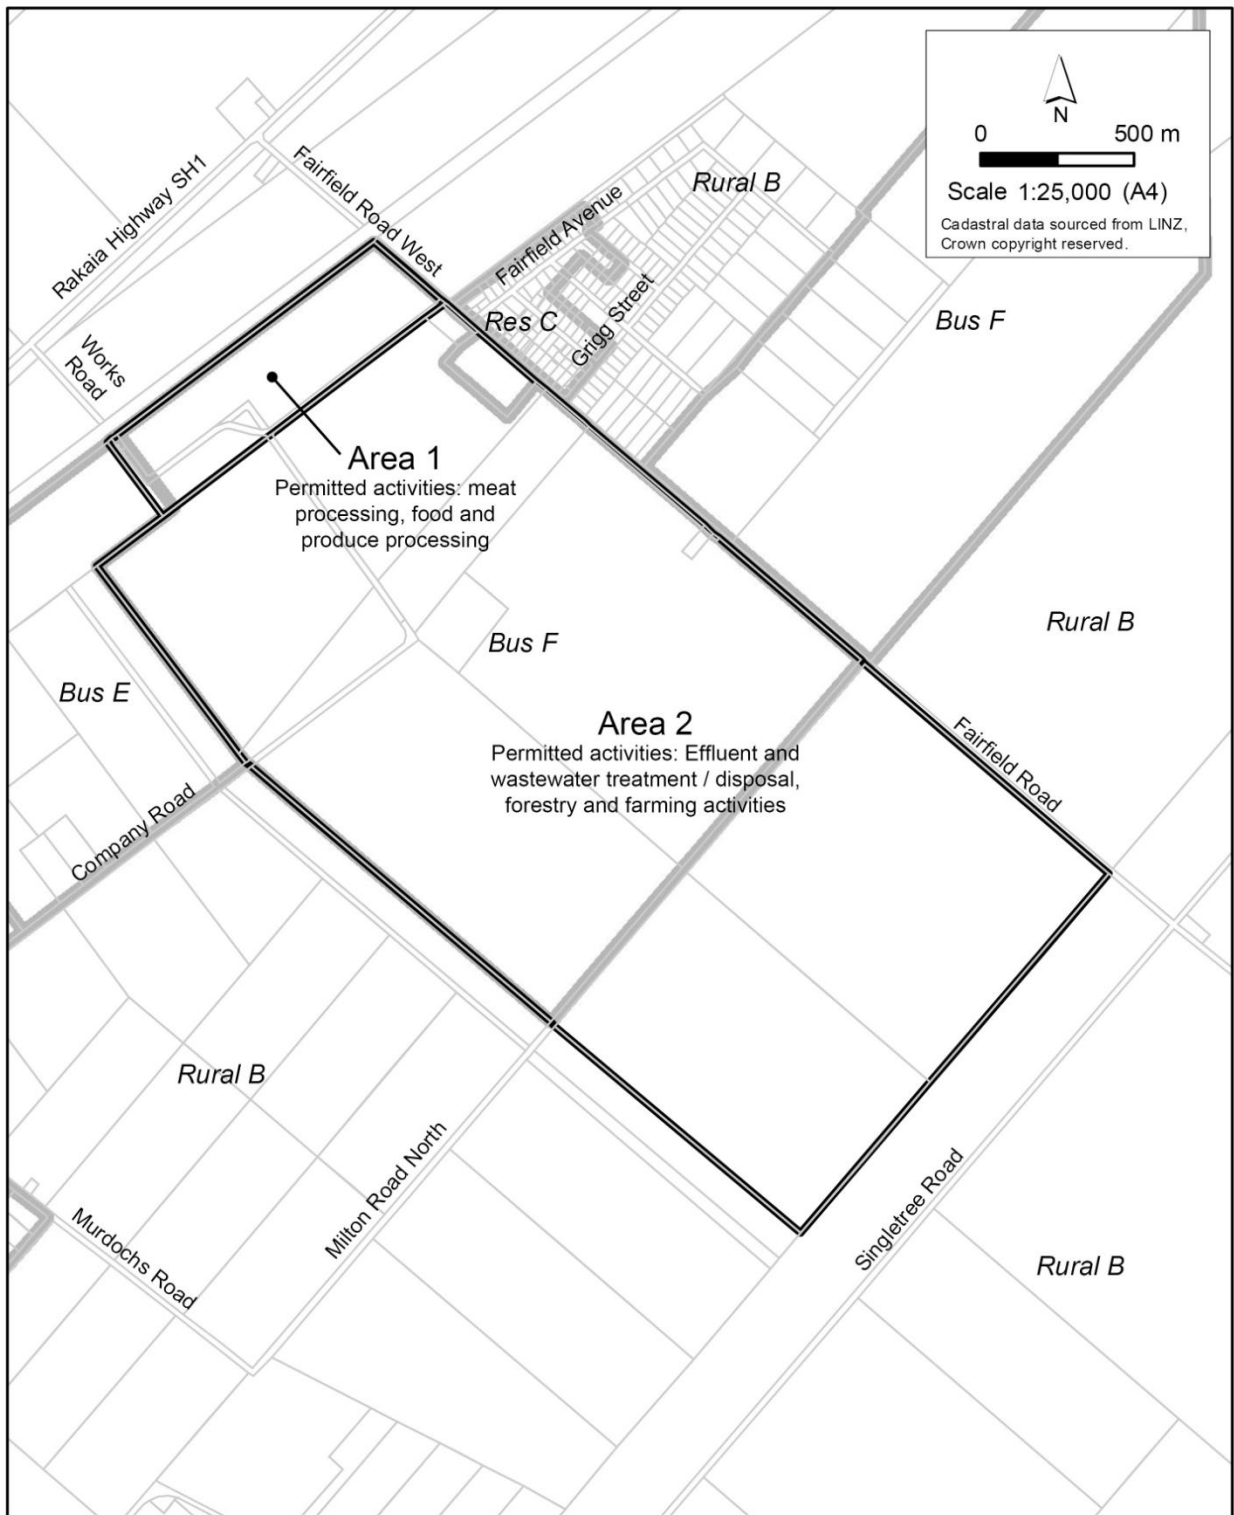 N
0 500 m
Scale 1:25,000 (A4)
Cadastral data sourced from LINZ,
Crown copyright reserved.
Rakaia Highway SH1
Fairfield Road West
Fairfield Avenue
Rural B
Works
Road
Res C
Grigg Street
Bus F
Area 1
Permitted activities: meat
processing, food and
produce processing
Rural B
Bus F
Bus E
Area 2
Permitted activities: Effluent and
wastewater treatment / disposal,
forestry and farming activities
Fairfield Road
Company Road
Rural B
Milton Road North
Singletree Road
Murdochs Road
Rural B